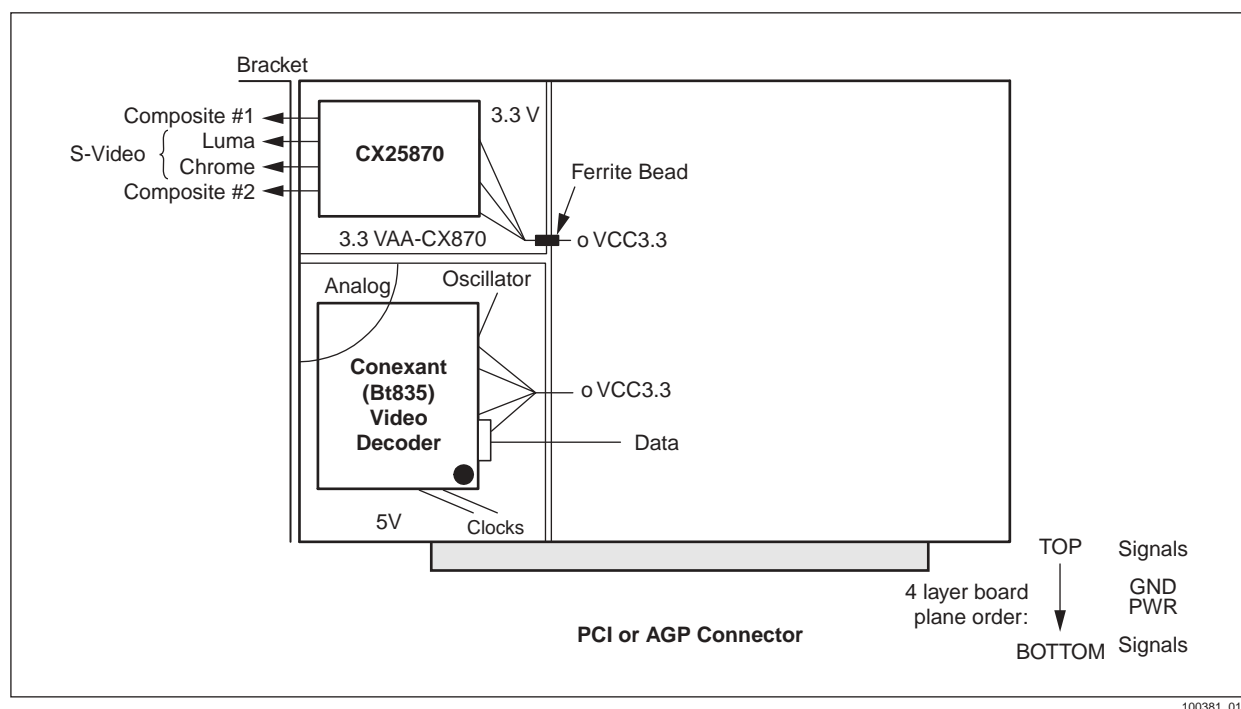 Bracket
Composite #1
S-Video
Luma
Chrome
Composite #2
CX25870
3.3 V
Ferrite Bead
3.3 VAA-CX870
o VCC3.3
Analog
Oscillator
Conexant
(Bt835)
Video
Decoder
o VCC3.3
Data
5V
Clocks
PCI or AGP Connector
4 layer board
plane order:
TOP
BOTTOM
Signals
GND
PWR
Signals
100381_01